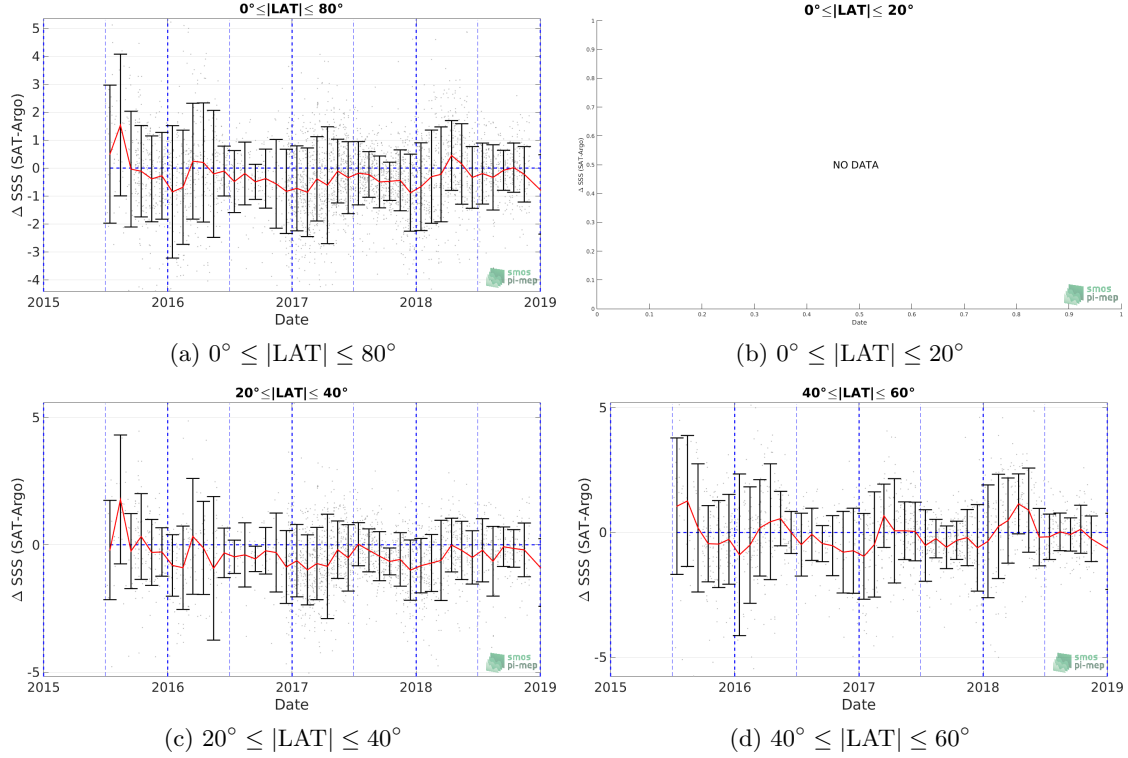 0°≤|LAT|≤ 80°
5
4
3
2
1
0
-1
-2
-3
-4
Δ SSS (SAT-Argo)
2015 2016 2017 2018 2019
Date
smos
pi-mep
(a) 0° ≤ |LAT| ≤ 80°
0°≤|LAT|≤ 20°
1
0.9
0.8
0.7
0.6
0.5
0.4
0.3
0.2
0.1
0
Δ SSS (SAT-Argo)
NO DATA
0 0.1 0.2 0.3 0.4 0.5 0.6 0.7 0.8 0.9 1
Date
smos
pi-mep
(b) 0° ≤ |LAT| ≤ 20°
20°≤|LAT|≤ 40°
5
0
-5
Δ SSS (SAT-Argo)
2015 2016 2017 2018 2019
Date
smos
pi-mep
(c) 20° ≤ |LAT| ≤ 40°
40°≤|LAT|≤ 60°
5
0
-5
Δ SSS (SAT-Argo)
2015 2016 2017 2018 2019
Date
smos
pi-mep
(d) 40° ≤ |LAT| ≤ 60°